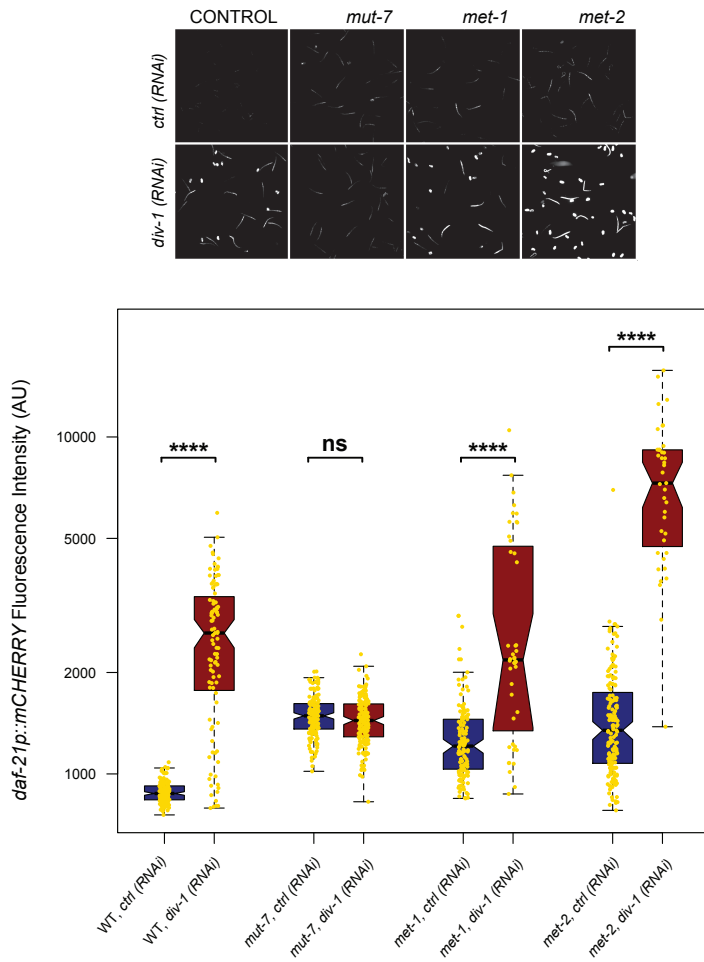 CONTROL mut-7 met-1 met-2
ctrl (RNAi)
div-1 (RNAi)
daf-21p::mCHERRY Fluorescence Intensity (AU)
10000
5000
2000
1000
****
ns
****
****
WT, ctrl (RNAi)
WT, div-1 (RNAi)
mut-7, ctrl (RNAi)
mut-7, div-1 (RNAi)
met-1, ctrl (RNAi)
met-1, div-1 (RNAi)
met-2, ctrl (RNAi)
met-2, div-1 (RNAi)